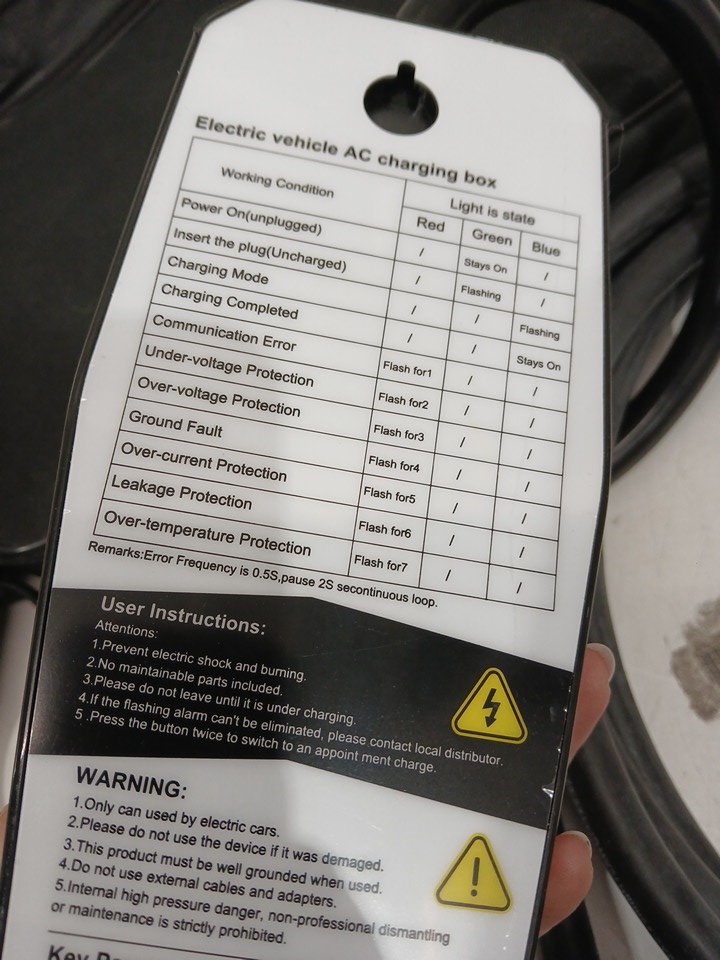 Electric vehicle AC charging box
Working Condition Light is state
Red Green Blue
Power On(unplugged) / Stays On /
Insert the plug(Uncharged) / Flashing /
Charging Mode / / Flashing
Charging Completed / / Stays On
Communication Error Flash for1 / /
Under-voltage Protection Flash for2 / /
Over-voltage Protection Flash for3 / /
Ground Fault Flash for4 / /
Over-current Protection Flash for5 / /
Leakage Protection Flash for6 / /
Over-temperature Protection Flash for7 / /
Remarks:Error Frequency is 0.5S,pause 2S secontinuous loop.
User Instructions:
Attentions:
1.Prevent electric shock and burning.
2.No maintainable parts included.
3.Please do not leave until it is under charging.
4.If the flashing alarm can't be eliminated, please contact local distributor.
5 .Press the button twice to switch to an appoint ment charge.
WARNING:
1.Only can used by electric cars.
2.Please do not use the device if it was damaged.
3.This product must be well grounded when used.
4.Do not use external cables and adapters.
5.Internal high pressure danger, non-professional dismantling
or maintenance is strictly prohibited.
Key